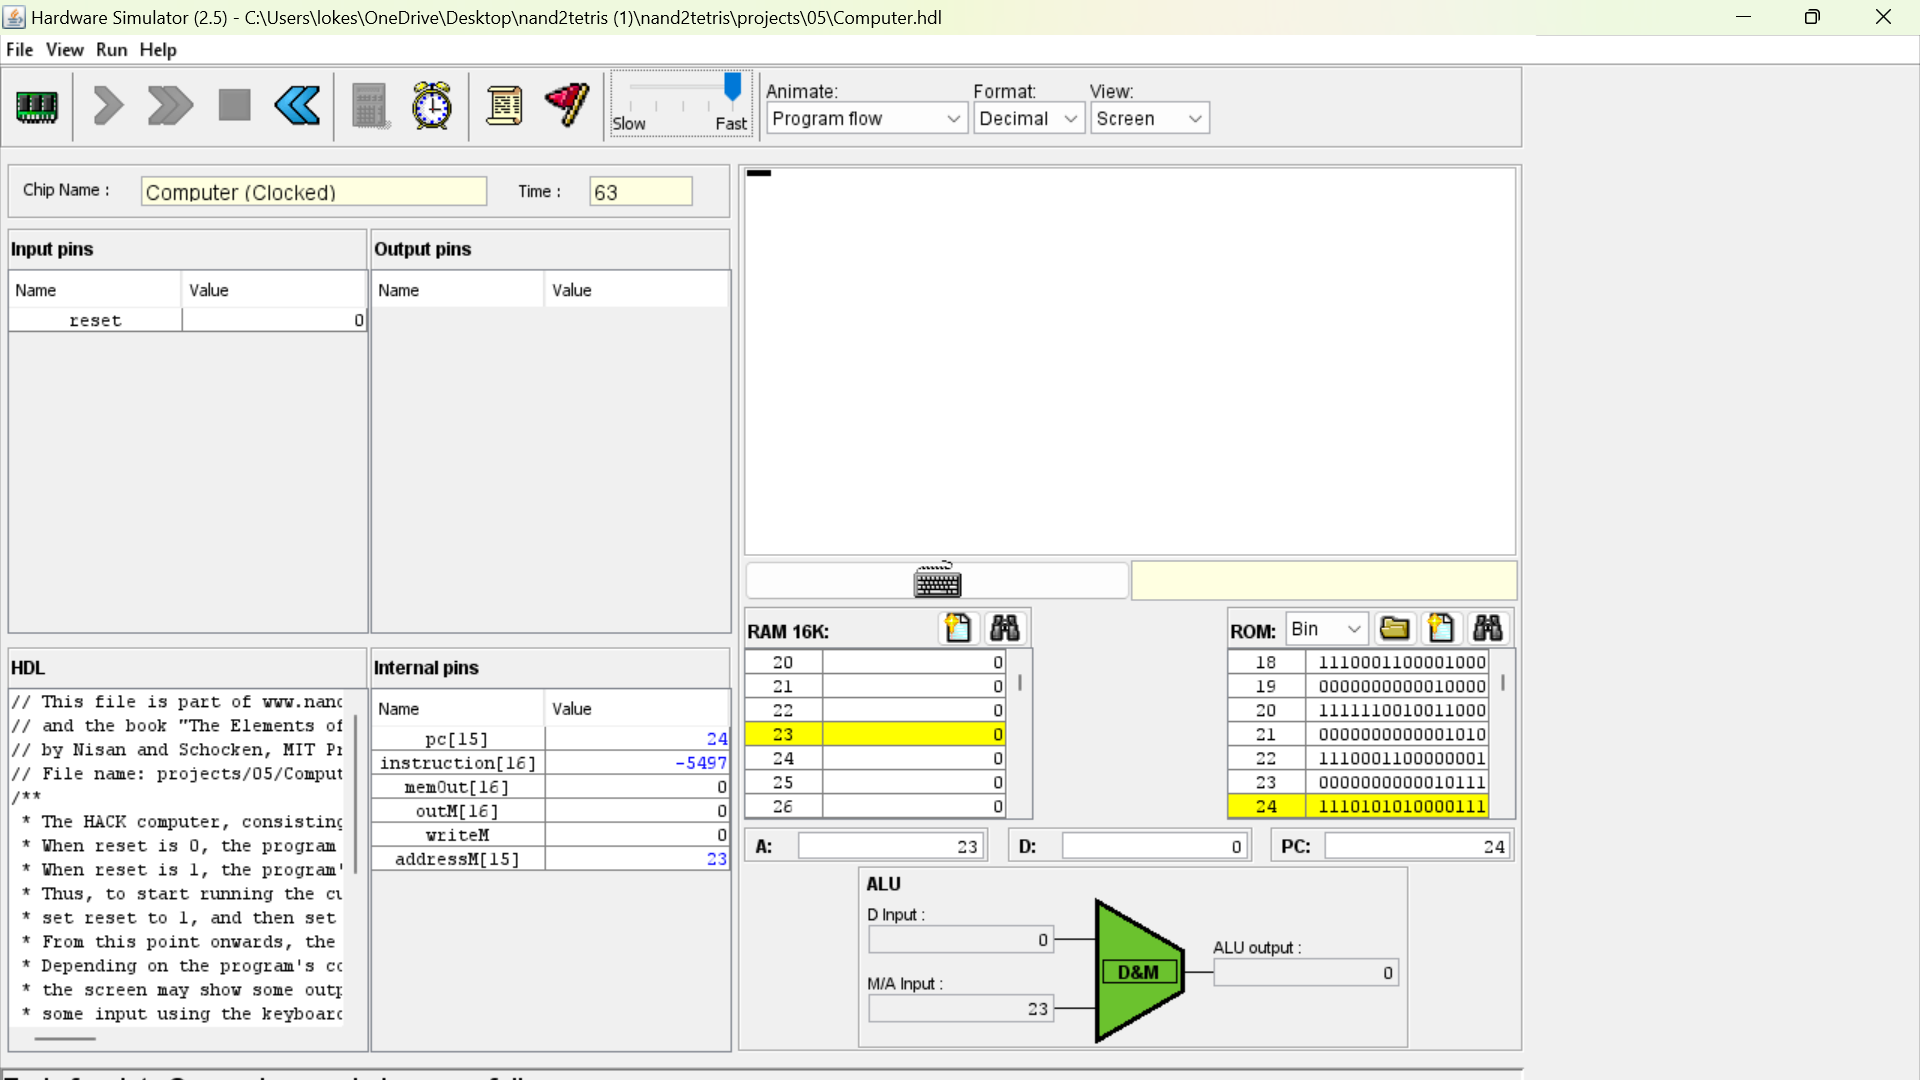 Hardware Simulator (2.5) - C:\Users\lokes\OneDrive\Desktop\nand2tetris (1)\nand2tetris\projects\05\Computer.hdl
File View Run Help
Slow Fast
Animate: Format: View:
Program flow Decimal Screen
Chip Name : Computer (Clocked) Time : 63
Input pins
Name Value
reset 0
Output pins
Name Value
HDL
// This file is part of www.nand
// and the book "The Elements of
// by Nisan and Schocken, MIT Pr
// File name: projects/05/Comput
/**
* The HACK computer, consisting
* When reset is 0, the program
* When reset is 1, the program'
* Thus, to start running the cu
* set reset to 1, and then set
* From this point onwards, the
* Depending on the program's co
* the screen may show some outp
* some input using the keyboard
Internal pins
Name Value
pc[15] 24
instruction[16] -5497
memOut[16] 0
outM[16] 0
writeM 0
addressM[15] 23
RAM 16K:
20 0
21 0
22 0
23 0
24 0
25 0
26 0
ROM: Bin
18 1110001100001000
19 0000000000010000
20 1111110010011000
21 0000000000001010
22 1110001100000001
23 0000000000010111
24 1110101010000111
A: 23 D: 0 PC: 24
ALU
D Input :
0
M/A Input :
23
D&M
ALU output :
0